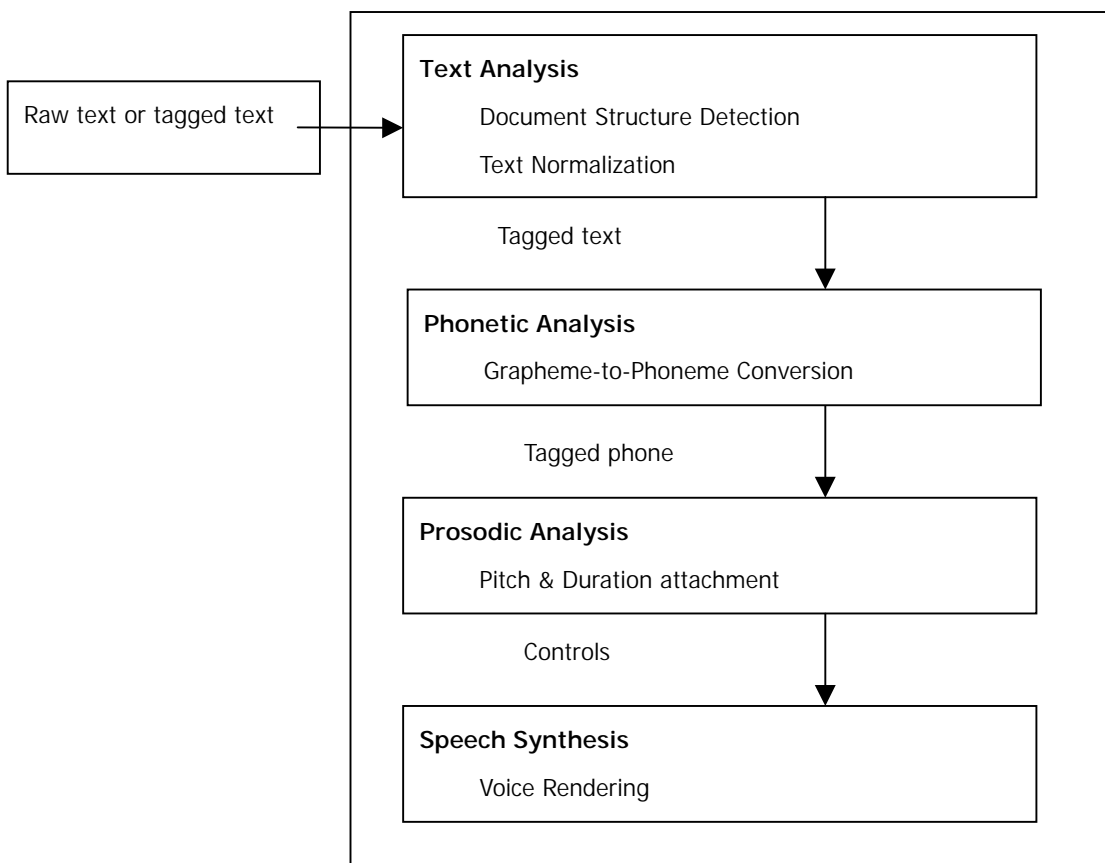 Raw text or tagged text
Text Analysis
Document Structure Detection
Text Normalization
Tagged text
Phonetic Analysis
Grapheme-to-Phoneme Conversion
Tagged phone
Prosodic Analysis
Pitch & Duration attachment
Controls
Speech Synthesis
Voice Rendering